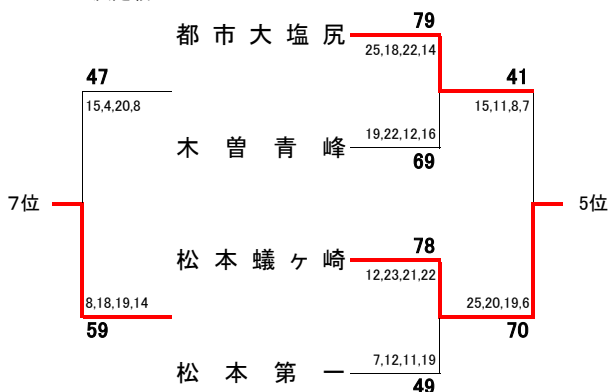 都市大塩尻
79
25,18,22,14
47
15,4,20,8
41
15,11,8,7
木曽青峰
19,22,12,16
69
7位
5位
松本蟻ヶ崎
78
12,23,21,22
8,18,19,14
59
25,20,19,6
70
松本第一
7,12,11,19
49